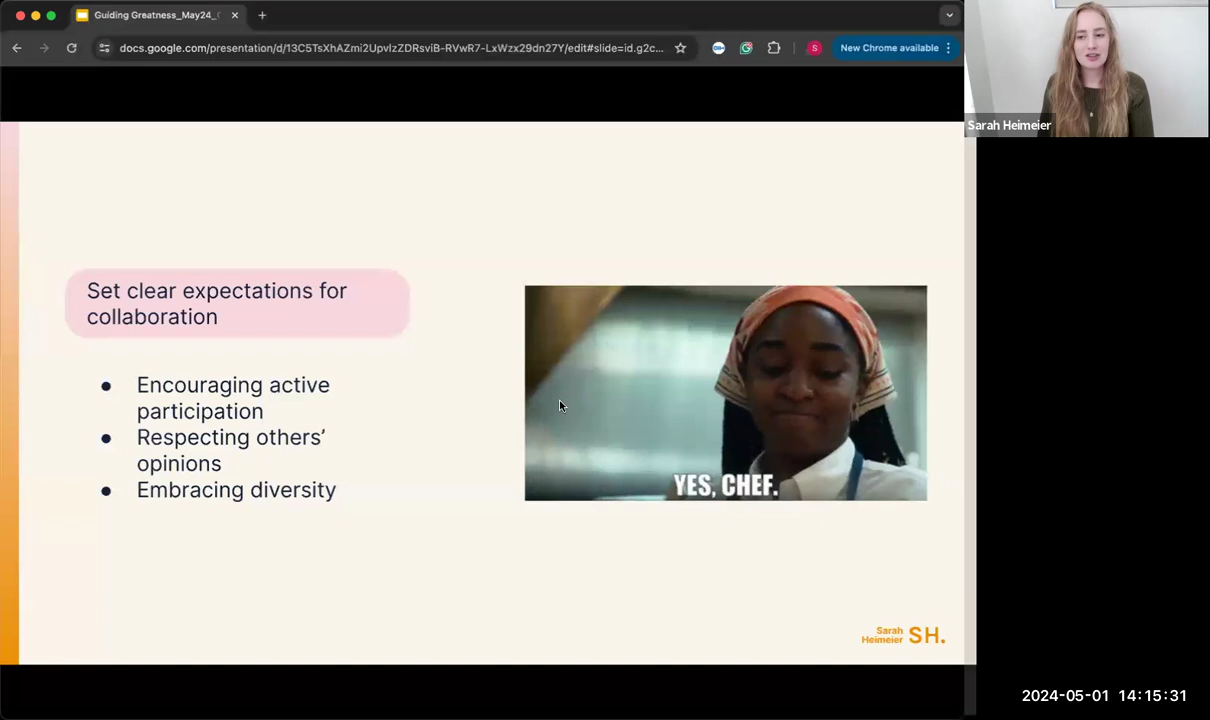 Guiding Greatness_May24_
docs.google.com/presentation/d/13C5TsXhAZmi2UpvIzZDRsviB-RVwR7-LxWzx29dn27Y/edit#slide=id.g2c...
S
New Chrome available
Sarah Heimeier
Set clear expectations for
collaboration
● Encouraging active
participation
● Respecting others’
opinions
● Embracing diversity
YES, CHEF.
Sarah
Heimeier
SH.
2024-05-01 14:15:31